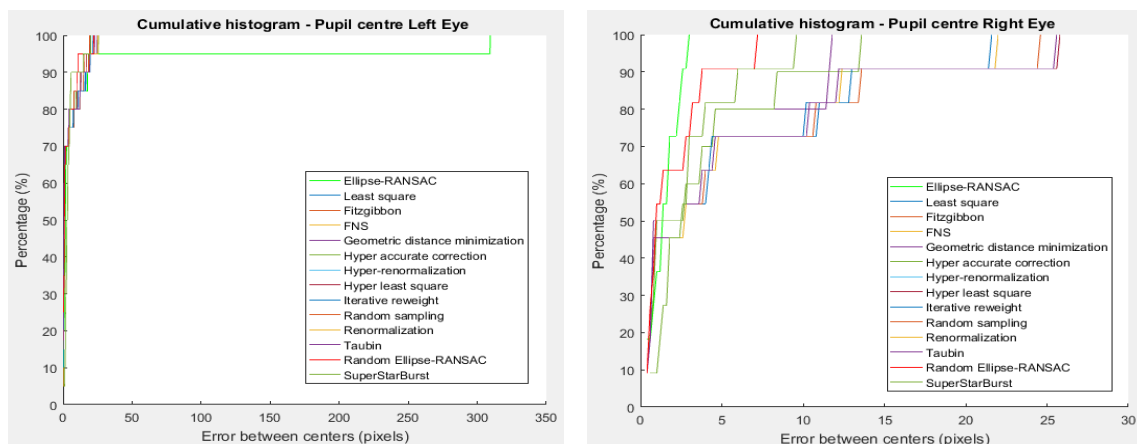 Cumulative histogram - Pupil centre Left Eye
100
90
80
70
60
50
40
30
20
10
0
Percentage (%)
Ellipse-RANSAC
Least square
Fitzgibbon
FNS
Geometric distance minimization
Hyper accurate correction
Hyper-renormalization
Hyper least square
Iterative reweight
Random sampling
Renormalization
Taubin
Random Ellipse-RANSAC
SuperStarBurst
0 50 100 150 200 250 300 350
Error between centers (pixels)
Cumulative histogram - Pupil centre Right Eye
100
90
80
70
60
50
40
30
20
10
0
Percentage (%)
Ellipse-RANSAC
Least square
Fitzgibbon
FNS
Geometric distance minimization
Hyper accurate correction
Hyper-renormalization
Hyper least square
Iterative reweight
Random sampling
Renormalization
Taubin
Random Ellipse-RANSAC
SuperStarBurst
0 5 10 15 20 25 30
Error between centers (pixels)